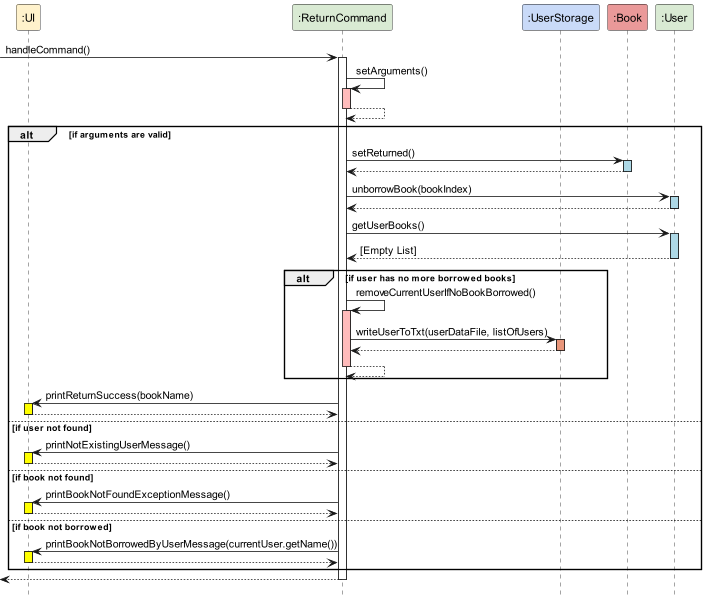 :UI
:ReturnCommand
:UserStorage
:Book
:User
handleCommand()
setArguments()
alt
[if arguments are valid]
setReturned()
unborrowBook(bookIndex)
getUserBooks()
[Empty List]
alt
[if user has no more borrowed books]
removeCurrentUserIfNoBookBorrowed()
writeUserToTxt(userDataFile, listOfUsers)
printReturnSuccess(bookName)
[if user not found]
printNotExistingUserMessage()
[if book not found]
printBookNotFoundExceptionMessage()
[if book not borrowed]
printBookNotBorrowedByUserMessage(currentUser.getName())